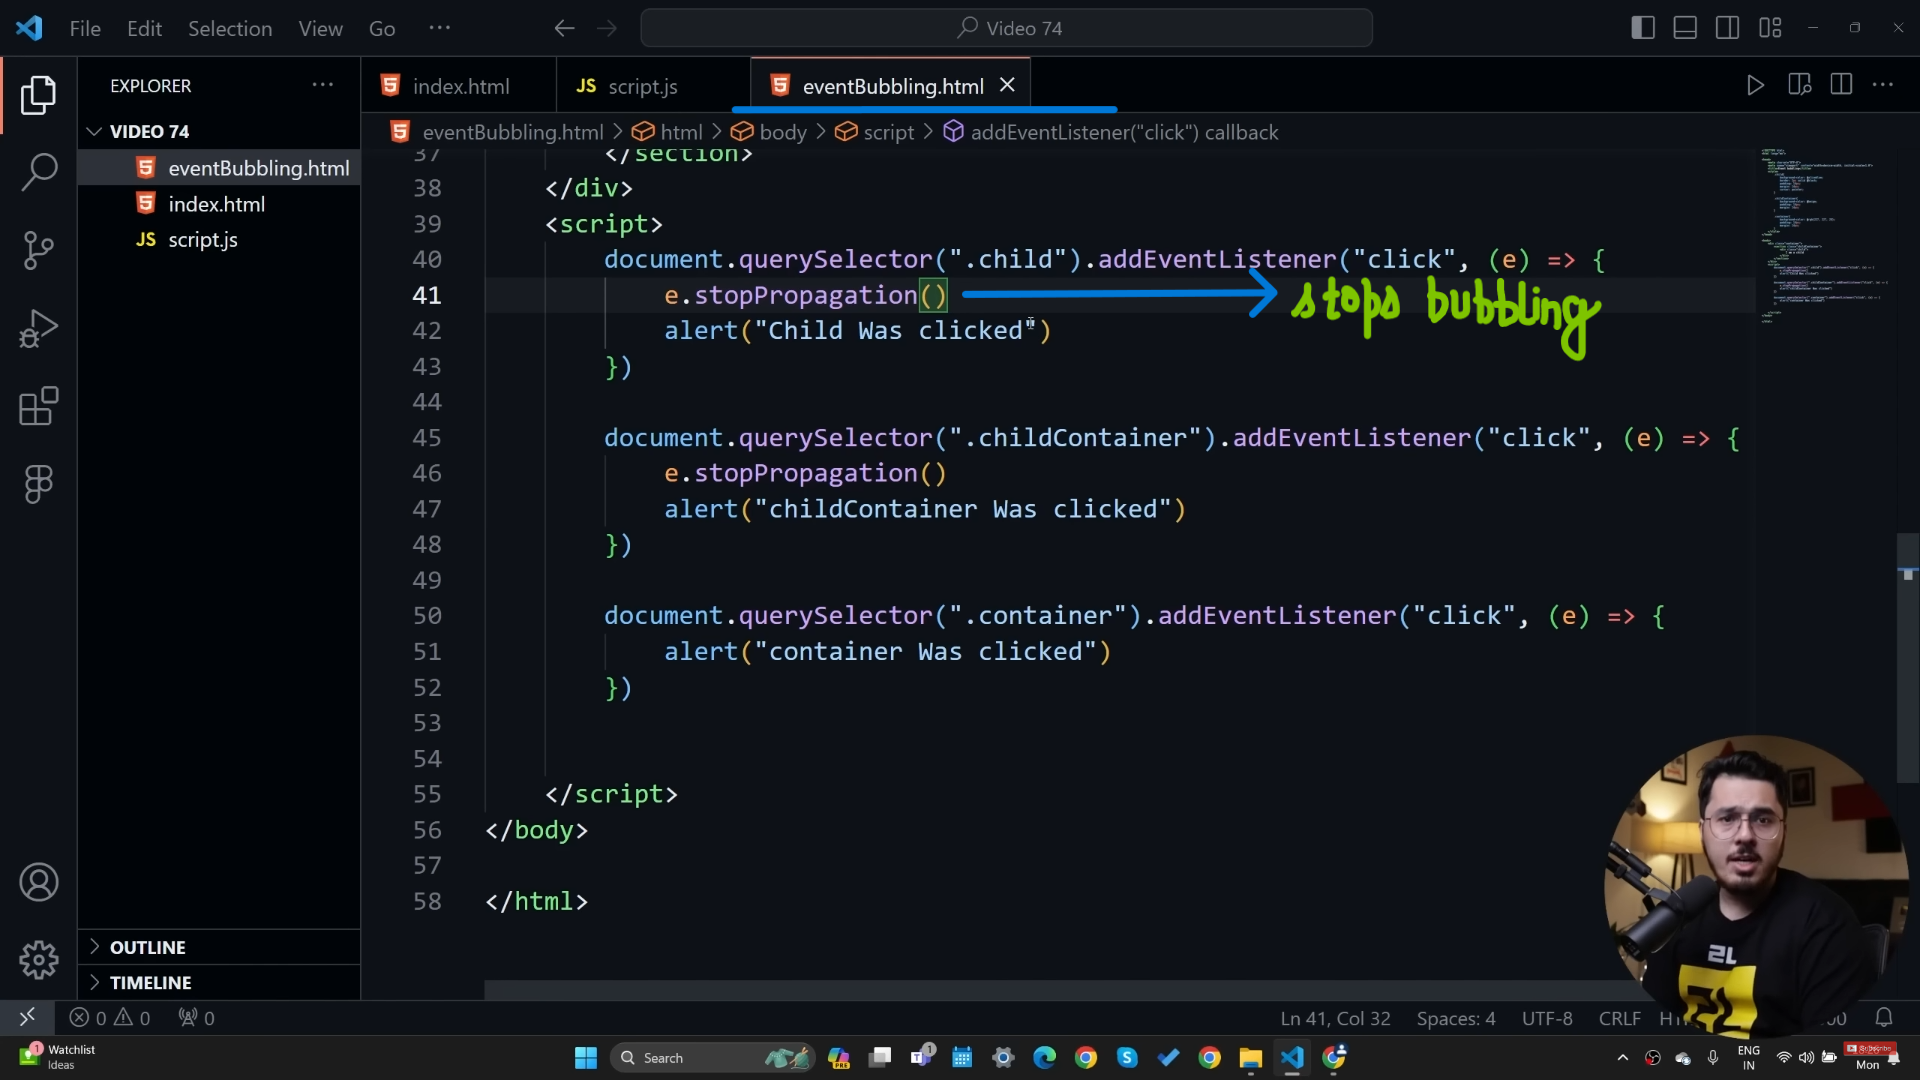 File Edit Selection View Go ··· Video 74
EXPLORER ···
VIDEO 74
eventBubbling.html
index.html
script.js
OUTLINE
TIMELINE
index.html
JS script.js
eventBubbling.html
eventBubbling.html > html > body > script > addEventListener("click") callback
37 </section>
38 </div>
39 <script>
40 document.querySelector(".child").addEventListener("click", (e) => {
41 e.stopPropagation()
stops bubbling
42 alert("Child Was clicked")
43 })
44
45 document.querySelector(".childContainer").addEventListener("click", (e) => {
46 e.stopPropagation()
47 alert("childContainer Was clicked")
48 })
49
50 document.querySelector(".container").addEventListener("click", (e) => {
51 alert("container Was clicked")
52 })
53
54
55 </script>
56 </body>
57
58 </html>
0 0 0
Ln 41, Col 32 Spaces: 4 UTF-8 CRLF
Watchlist
Ideas
Search
ENG
IN
Subscribe
Mon